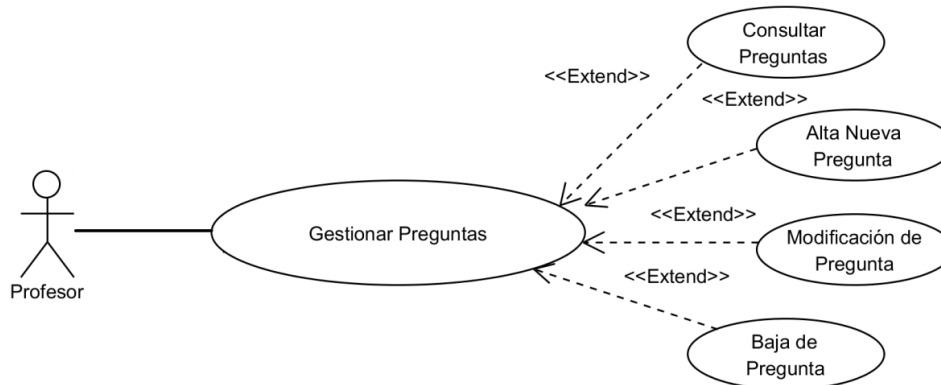 Consultar
Preguntas
<<Extend>>
<<Extend>>
Alta Nueva
Pregunta
Gestionar Preguntas
<<Extend>>
Modificación de
Pregunta
<<Extend>>
Profesor
Baja de
Pregunta